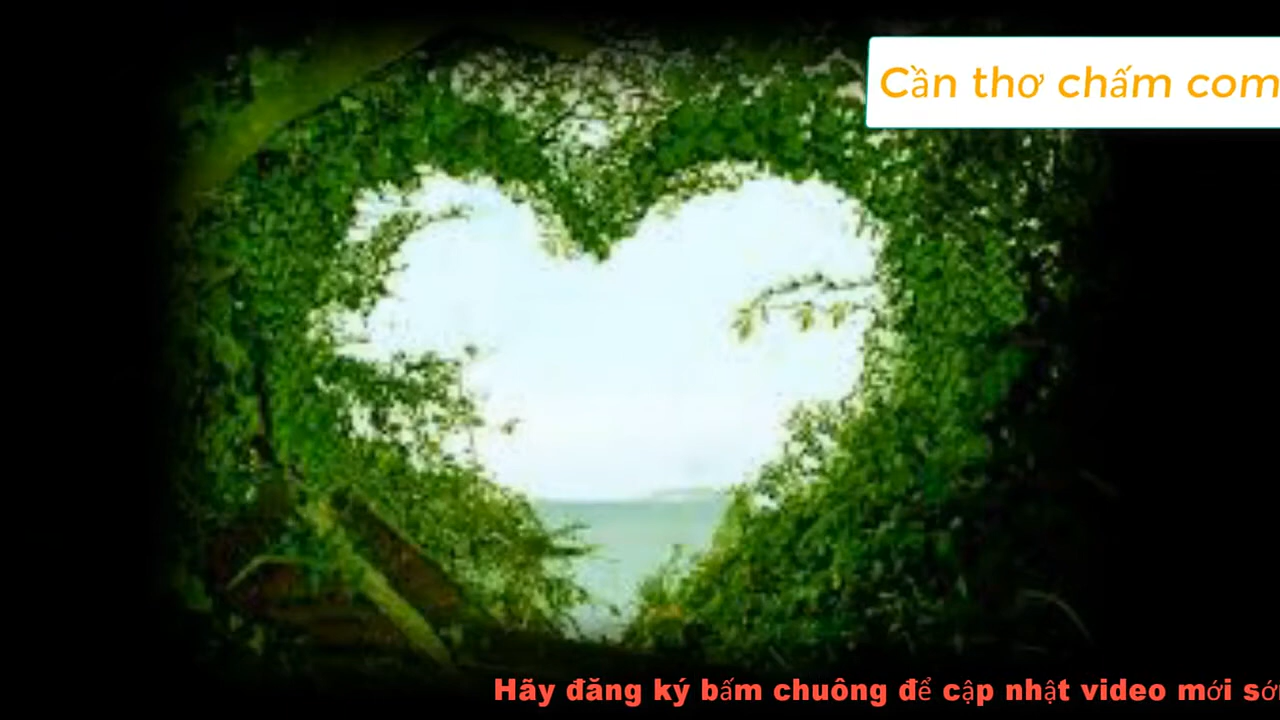 Cần thơ chấm com
Hãy đăng ký bấm chuông để cập nhật video mới